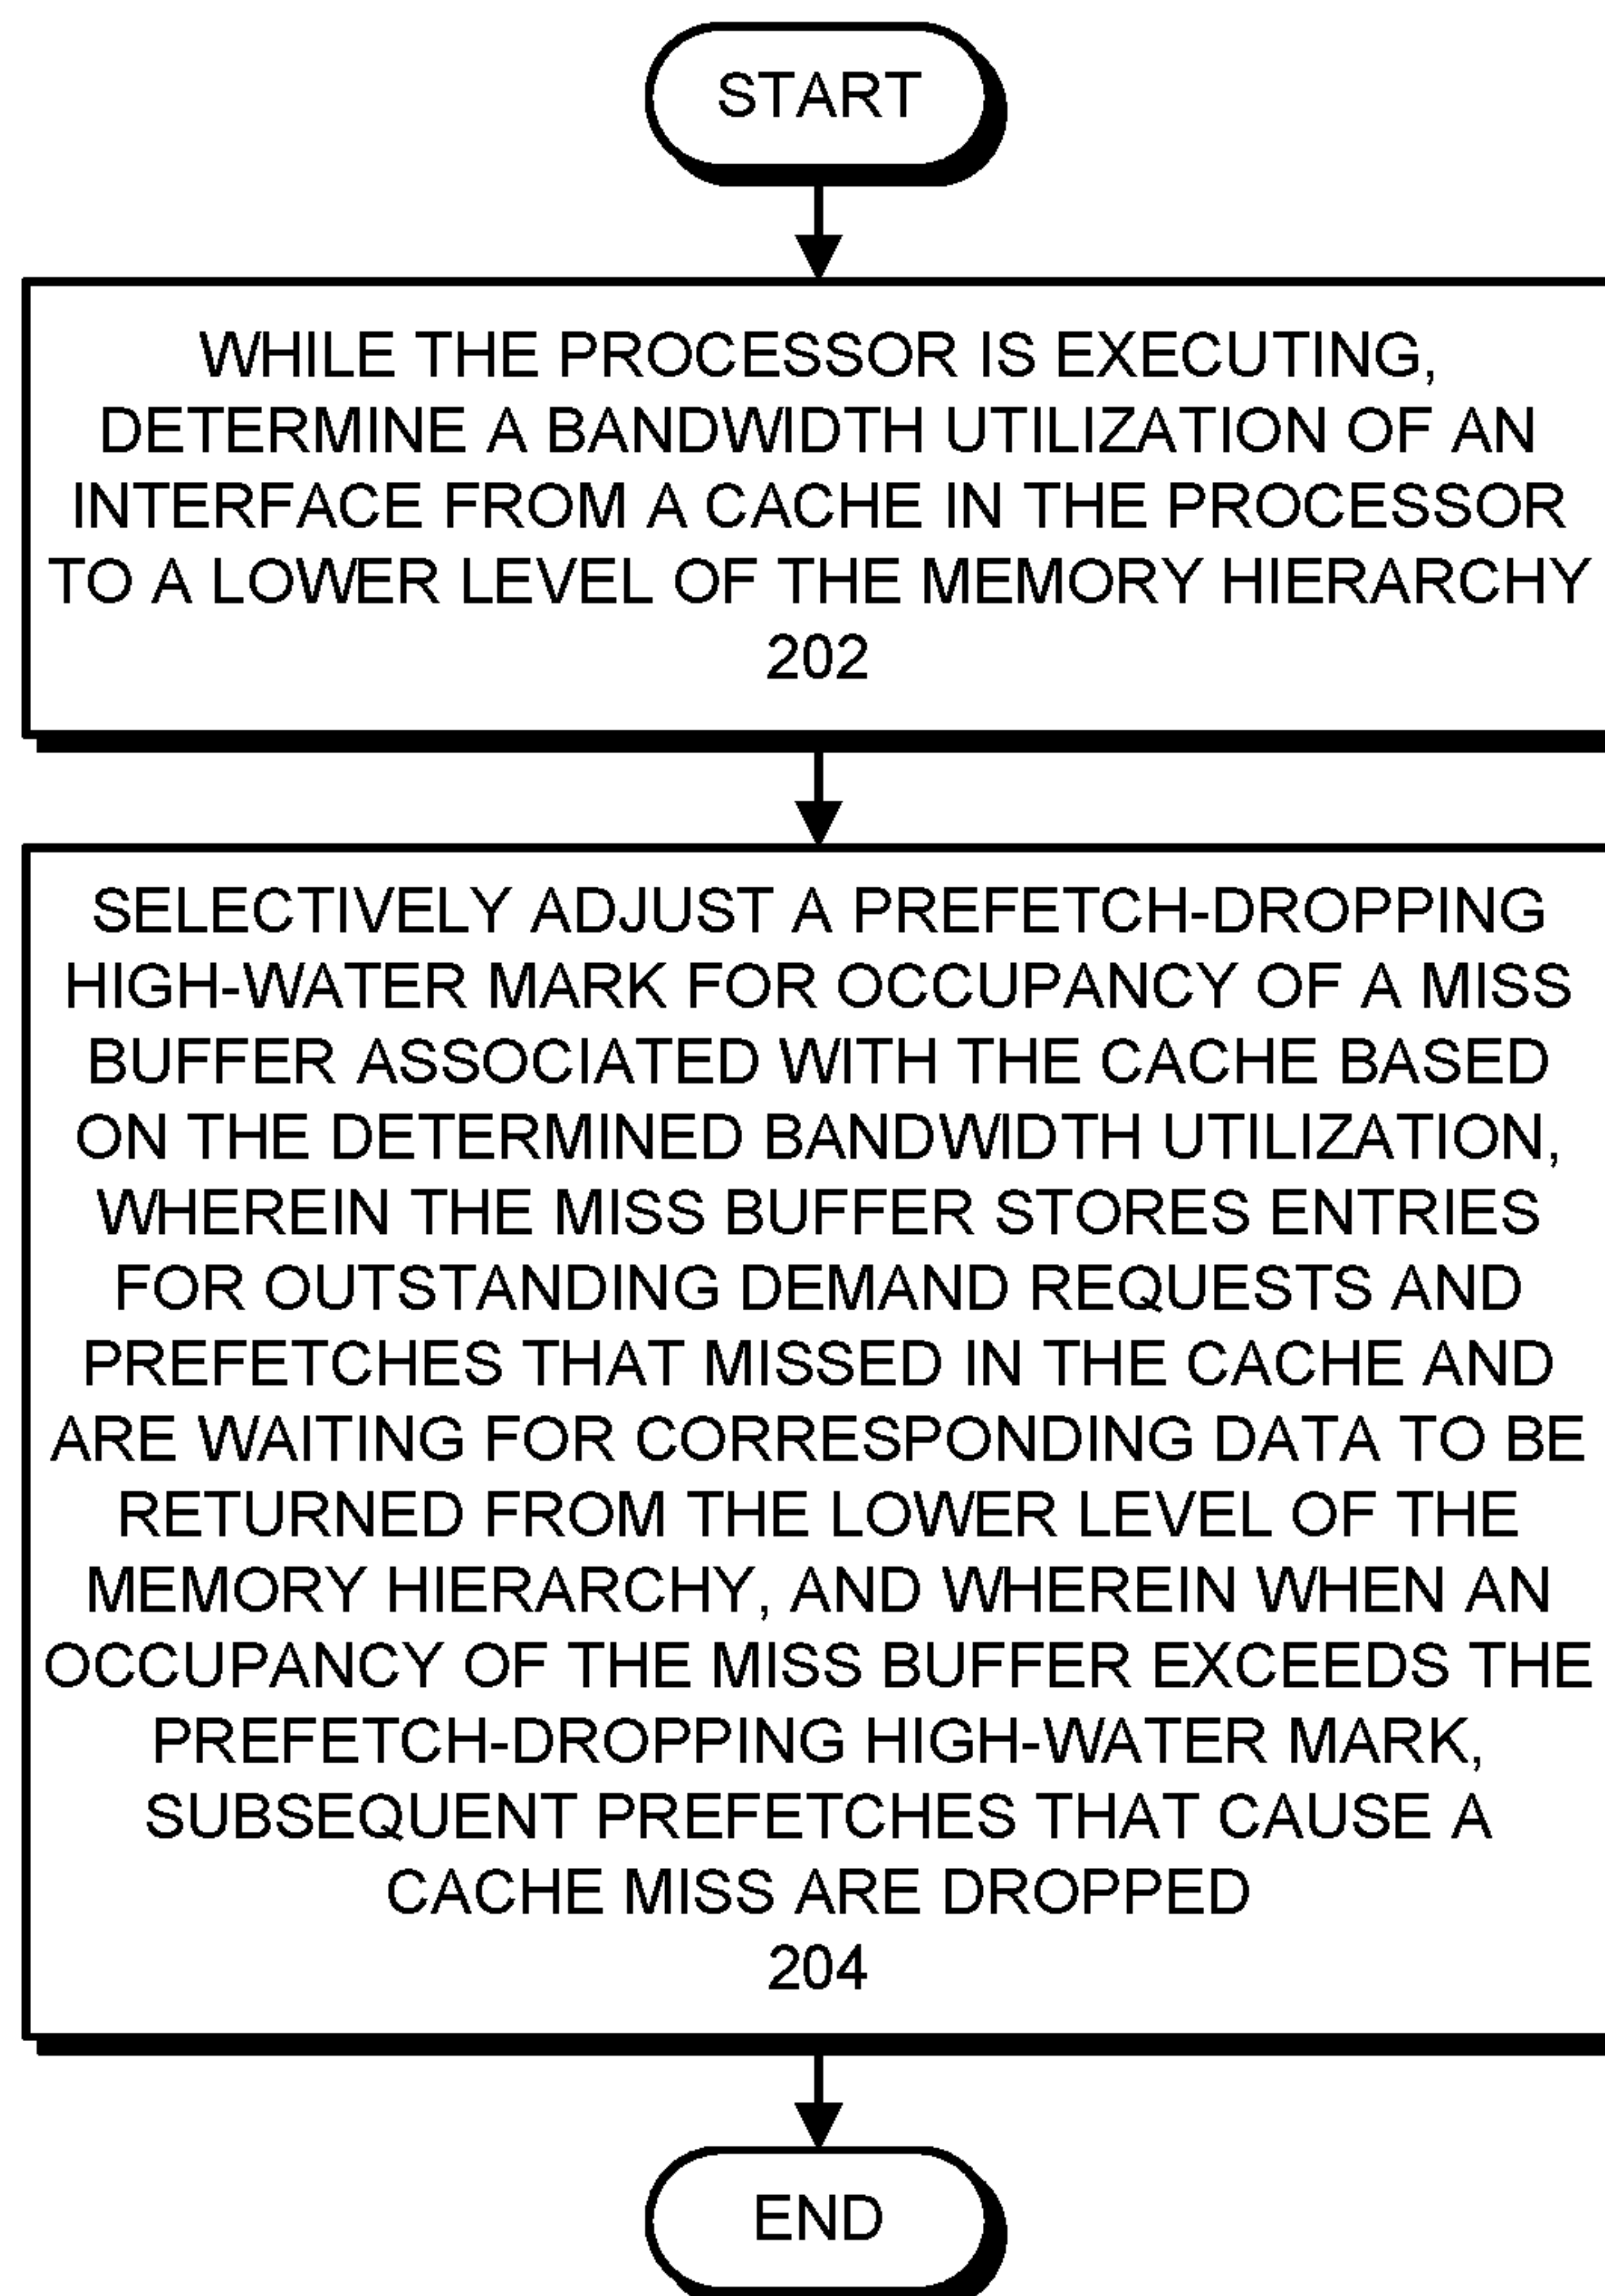 START
WHILE THE PROCESSOR IS EXECUTING,
DETERMINE A BANDWIDTH UTILIZATION OF AN
INTERFACE FROM A CACHE IN THE PROCESSOR
TO A LOWER LEVEL OF THE MEMORY HIERARCHY
202
SELECTIVELY ADJUST A PREFETCH-DROPPING
HIGH-WATER MARK FOR OCCUPANCY OF A MISS
BUFFER ASSOCIATED WITH THE CACHE BASED
ON THE DETERMINED BANDWIDTH UTILIZATION,
WHEREIN THE MISS BUFFER STORES ENTRIES
FOR OUTSTANDING DEMAND REQUESTS AND
PREFETCHES THAT MISSED IN THE CACHE AND
ARE WAITING FOR CORRESPONDING DATA TO BE
RETURNED FROM THE LOWER LEVEL OF THE
MEMORY HIERARCHY, AND WHEREIN WHEN AN
OCCUPANCY OF THE MISS BUFFER EXCEEDS THE
PREFETCH-DROPPING HIGH-WATER MARK,
SUBSEQUENT PREFETCHES THAT CAUSE A
CACHE MISS ARE DROPPED
204
END